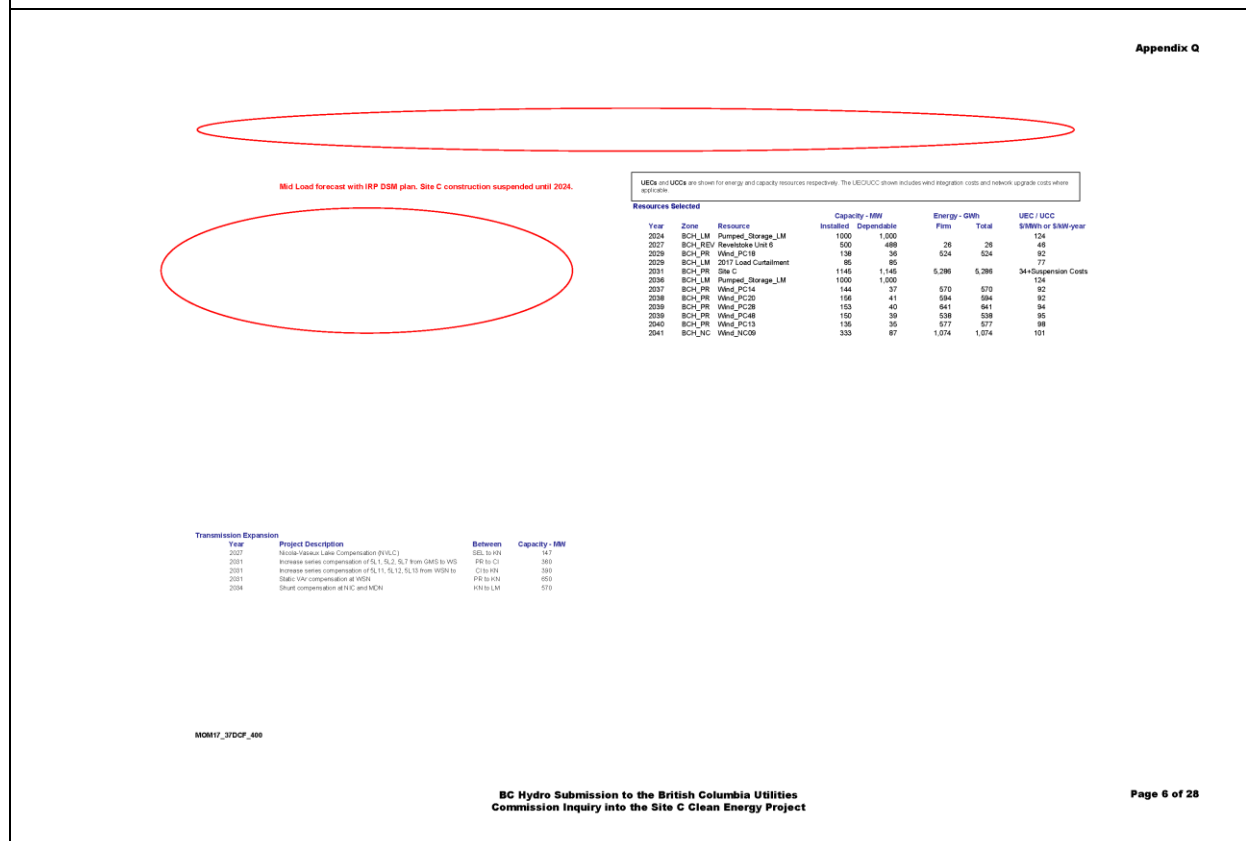 Appendix Q
Mid Load forecast with IRP DSM plan. Site C construction suspended until 2024.
UECs and UCCs are shown for energy and capacity resources respectively. The UEC/UCC shown includes wind integration costs and network upgrade costs where
applicable.
Resources Selected
Capacity - MW Energy - GWh UEC / UCC
Year Zone Resource Installed Dependable Firm Total $/MWh or $/kW-year
2024 BCH_LM Pumped_Storage_LM 1000 1,000 124
2027 BCH_REV Revelstoke Unit 6 500 488 26 26 46
2029 BCH_PR Wind_PC18 138 36 524 524 92
2029 BCH_LM 2017 Load Curtailment 85 85 77
2031 BCH_PR Site C 1145 1,145 5,286 5,286 34+Suspension Costs
2036 BCH_LM Pumped_Storage_LM 1000 1,000 124
2037 BCH_PR Wind_PC14 144 37 570 570 92
2038 BCH_PR Wind_PC20 156 41 594 594 92
2039 BCH_PR Wind_PC28 153 40 641 641 94
2039 BCH_PR Wind_PC48 150 39 538 538 95
2040 BCH_PR Wind_PC13 135 35 577 577 98
2041 BCH_NC Wind_NC09 333 87 1,074 1,074 101
Transmission Expansion
Year Project Description Between Capacity - MW
2027 Nicola-Vaseux Lake Compensation (NVLC) SEL to KN 147
2031 Increase series compensation of 5L1, 5L2, 5L7 from GMS to WS PR to CI 360
2031 Increase series compensation of 5L11, 5L12, 5L13 from WSN to CI to KN 390
2031 Static VAr compensation at WSN PR to KN 650
2034 Shunt compensation at NIC and MDN KN to LM 570
MOM17_37DCF_400
BC Hydro Submission to the British Columbia Utilities
Commission Inquiry into the Site C Clean Energy Project
Page 6 of 28